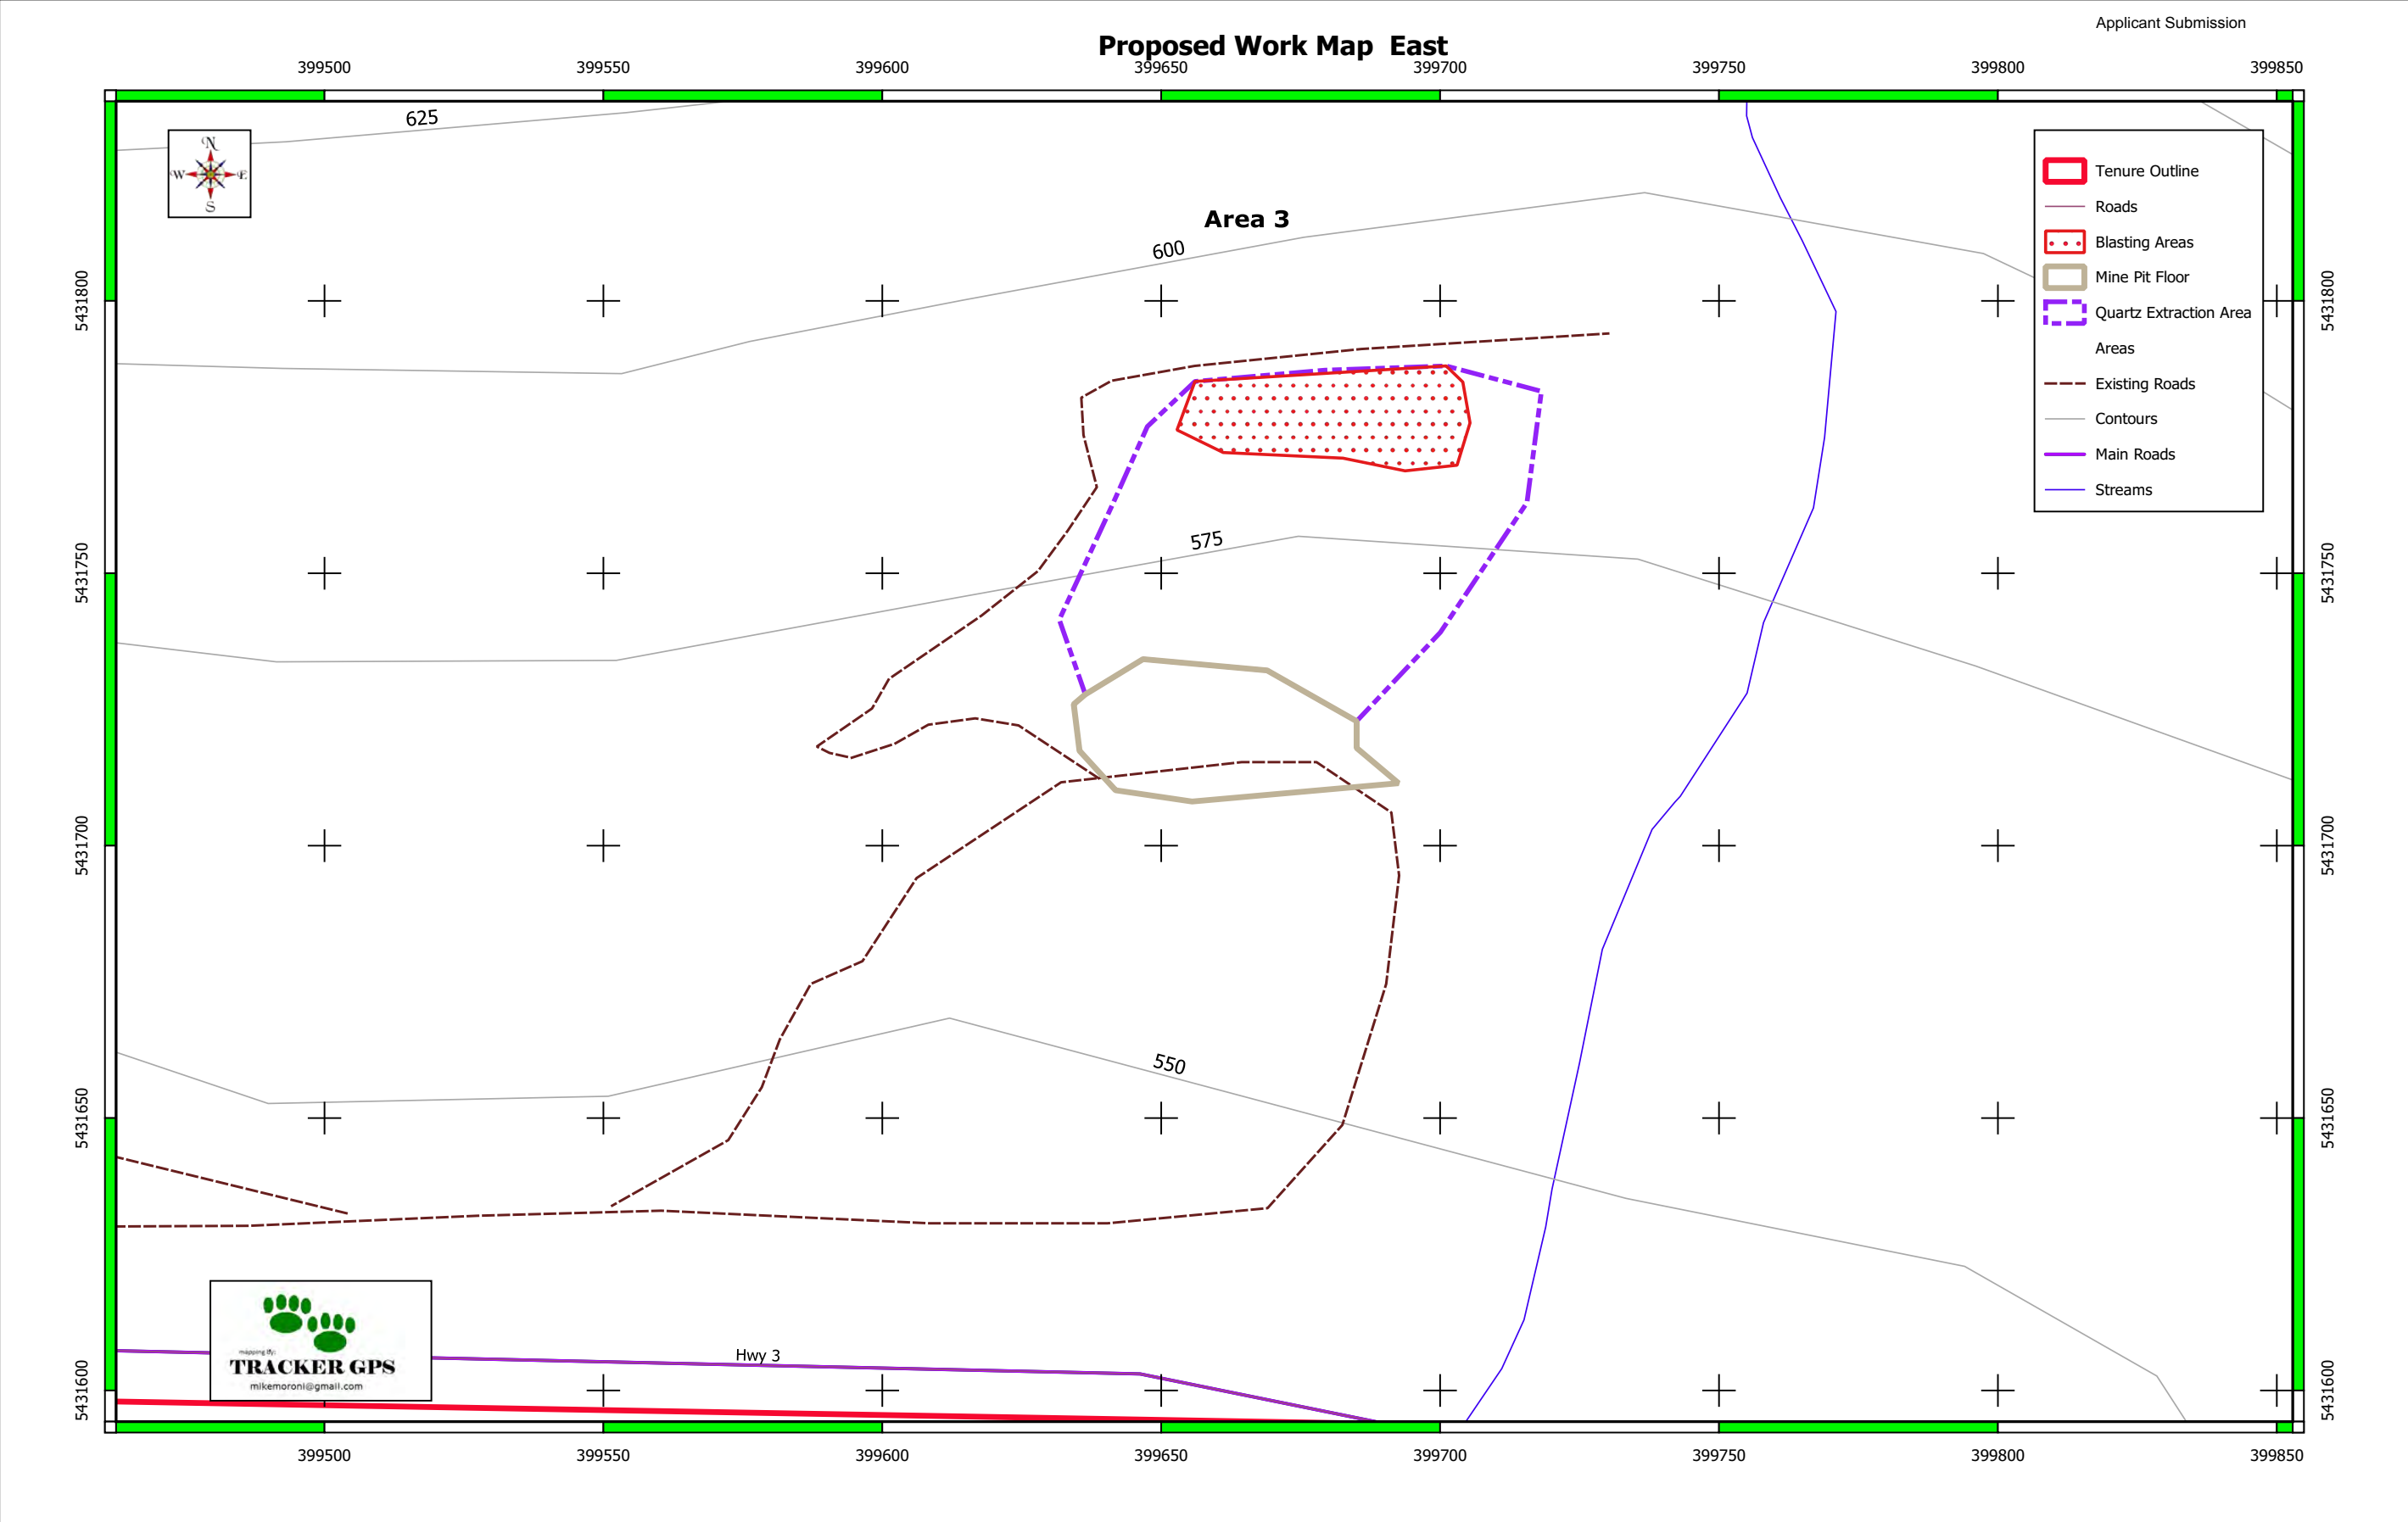 Applicant Submission
Proposed Work Map East
399500 399550 399600 399650 399700 399750 399800 399850
625
N
W E
S
Area 3
600
575
550
Tenure Outline
Roads
Blasting Areas
Mine Pit Floor
Quartz Extraction Area
Areas
Existing Roads
Contours
Main Roads
Streams
5431800
5431750
5431700
5431650
5431600
5431800
5431750
5431700
5431650
5431600
Hwy 3
mapping by:
TRACKER GPS
mikemoroni@gmail.com
399500 399550 399600 399650 399700 399750 399800 399850